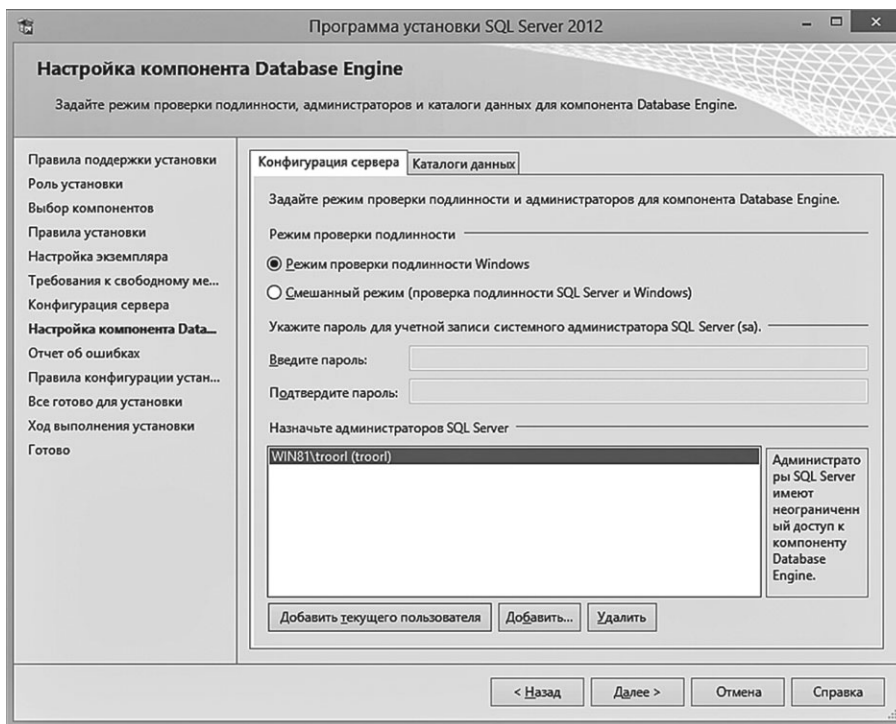 Программа установки SQL Server 2012
Настройка компонента Database Engine
Задайте режим проверки подлинности, администраторов и каталоги данных для компонента Database Engine.
Правила поддержки установки
Роль установки
Выбор компонентов
Правила установки
Настройка экземпляра
Требования к свободному ме...
Конфигурация сервера
Настройка компонента Data...
Отчет об ошибках
Правила конфигурации устан...
Все готово для установки
Ход выполнения установки
Готово
Конфигурация сервера
Каталоги данных
Задайте режим проверки подлинности и администраторов для компонента Database Engine.
Режим проверки подлинности
Режим проверки подлинности Windows
Смешанный режим (проверка подлинности SQL Server и Windows)
Укажите пароль для учетной записи системного администратора SQL Server (sa).
Введите пароль:
Подтвердите пароль:
Назначьте администраторов SQL Server
WIN81\troorl (troorl)
Администрато
ры SQL Server
имеют
неограниченн
ый доступ к
компоненту
Database
Engine.
Добавить текущего пользователя
Добавить...
Удалить
< Назад
Далее >
Отмена
Справка